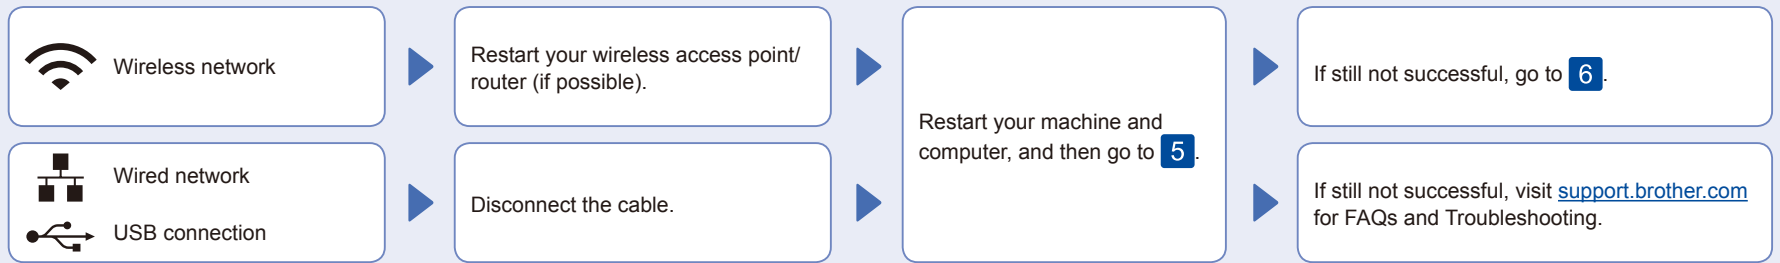 Wireless network
Restart your wireless access point/
router (if possible).
Wired network
USB connection
Disconnect the cable.
Restart your machine and
computer, and then go to 5.
If still not successful, go to 6.
If still not successful, visit support.brother.com
for FAQs and Troubleshooting.